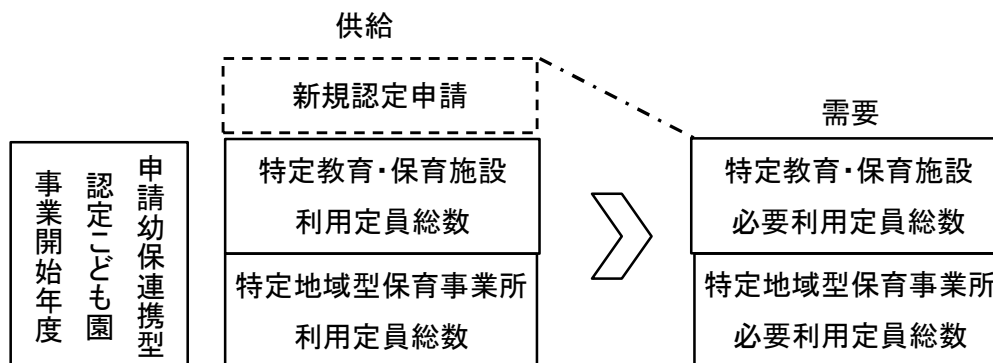 供給
新規認定申請
需要
申請幼保連携型
認定こども園
事業開始年度
特定教育・保育施設
利用定員総数
特定地域型保育事業所
利用定員総数
特定教育・保育施設
必要利用定員総数
特定地域型保育事業所
必要利用定員総数